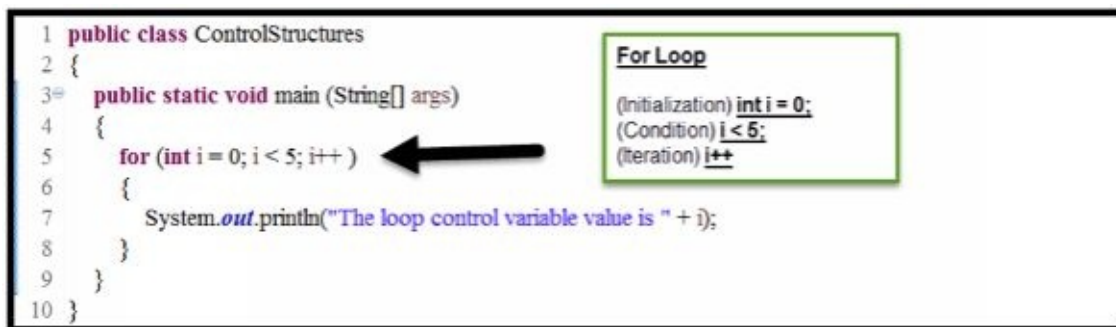 1 public class ControlStructures
2 {
3 public static void main (String[] args)
4 {
5 for (int i = 0; i < 5; i++ )
6 {
7 System.out.println("The loop control variable value is " + i);
8 }
9 }
10 }
For Loop
(Initialization) int i = 0;
(Condition) i < 5;
(Iteration) i++